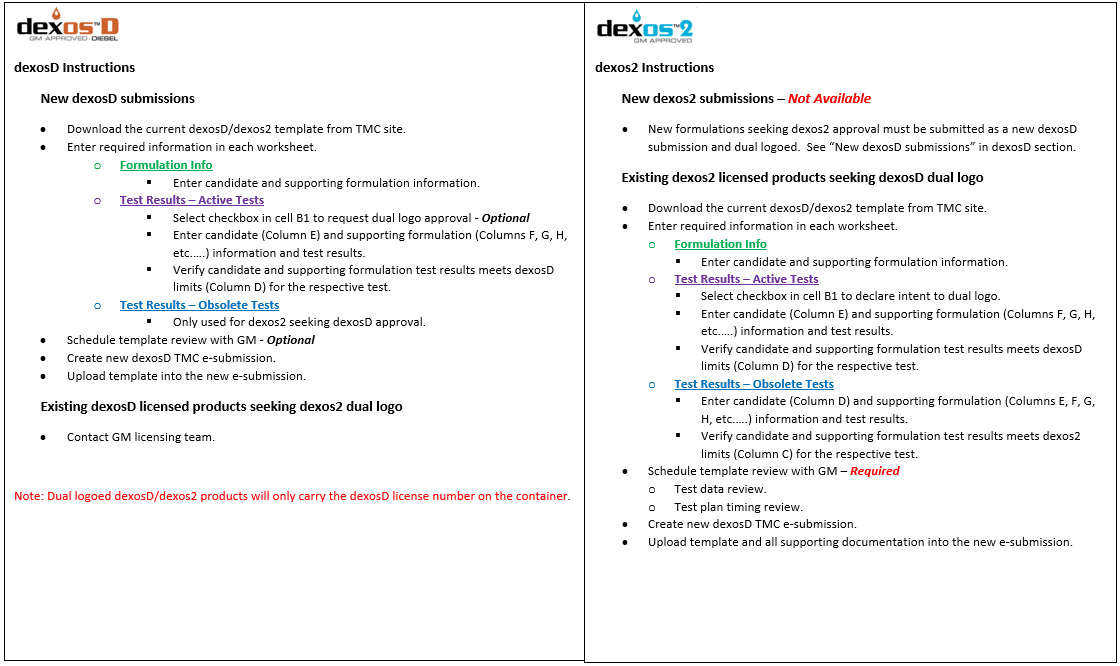 dexos™D
GM APPROVED-DIESEL
dexosD Instructions
New dexosD submissions
• Download the current dexosD/dexos2 template from TMC site.
• Enter required information in each worksheet.
o Formulation Info
▪ Enter candidate and supporting formulation information.
o Test Results – Active Tests
▪ Select checkbox in cell B1 to request dual logo approval - Optional
▪ Enter candidate (Column E) and supporting formulation (Columns F, G, H,
etc.....) information and test results.
▪ Verify candidate and supporting formulation test results meets dexosD
limits (Column D) for the respective test.
o Test Results – Obsolete Tests
▪ Only used for dexos2 seeking dexosD approval.
• Schedule template review with GM - Optional
• Create new dexosD TMC e-submission.
• Upload template into the new e-submission.
Existing dexosD licensed products seeking dexos2 dual logo
• Contact GM licensing team.
Note: Dual logoed dexosD/dexos2 products will only carry the dexosD license number on the container.
dexos™2
GM APPROVED
dexos2 Instructions
New dexos2 submissions – Not Available
• New formulations seeking dexos2 approval must be submitted as a new dexosD
submission and dual logoed.  See “New dexosD submissions” in dexosD section.
Existing dexos2 licensed products seeking dexosD dual logo
• Download the current dexosD/dexos2 template from TMC site.
• Enter required information in each worksheet.
o Formulation Info
▪ Enter candidate and supporting formulation information.
o Test Results – Active Tests
▪ Select checkbox in cell B1 to declare intent to dual logo.
▪ Enter candidate (Column E) and supporting formulation (Columns F, G, H,
etc.....) information and test results.
▪ Verify candidate and supporting formulation test results meets dexosD
limits (Column D) for the respective test.
o Test Results – Obsolete Tests
▪ Enter candidate (Column D) and supporting formulation (Columns E, F, G,
H, etc.....) information and test results.
▪ Verify candidate and supporting formulation test results meets dexos2
limits (Column C) for the respective test.
• Schedule template review with GM – Required
o Test data review.
o Test plan timing review.
• Create new dexosD TMC e-submission.
• Upload template and all supporting documentation into the new e-submission.